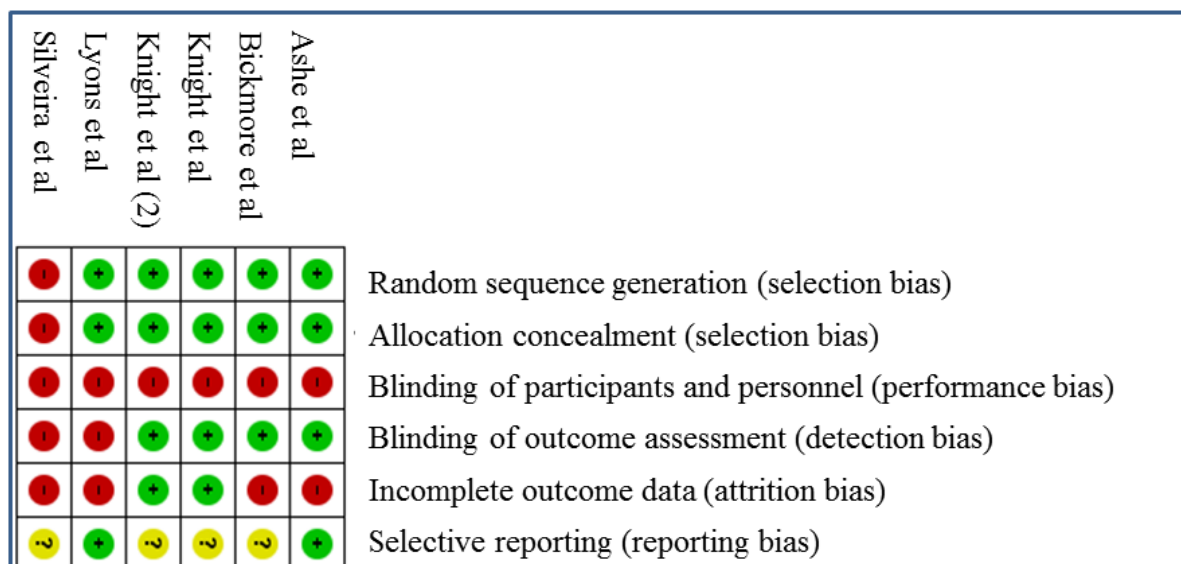 Silveira et al
Lyons et al
Knight et al (2)
Knight et al
Bickmore et al
Ashe et al
- + + + + + Random sequence generation (selection bias)
- + + + + + Allocation concealment (selection bias)
- - - - - - Blinding of participants and personnel (performance bias)
- - + + + + Blinding of outcome assessment (detection bias)
- - + + - - Incomplete outcome data (attrition bias)
? + ? ? ? + Selective reporting (reporting bias)